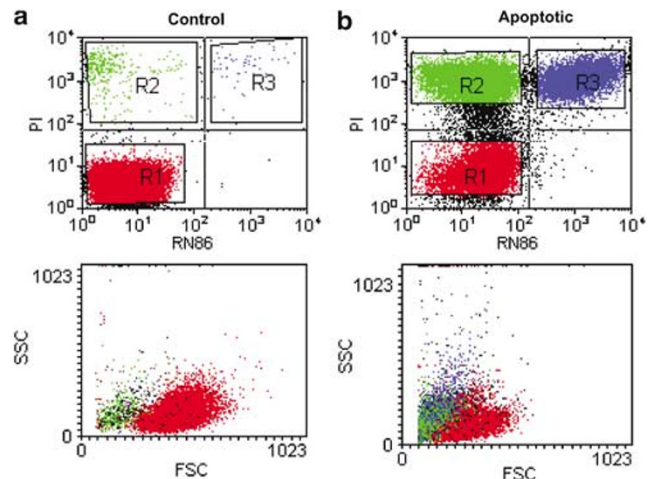 a
Control
PI
10⁴
10³
10²
10¹
10⁰
R2
R3
R1
10⁰ 10¹ 10² 10³ 10⁴
RN86
b
Apoptotic
PI
10⁴
10³
10²
10¹
10⁰
R2
R3
R1
10⁰ 10¹ 10² 10³ 10⁴
RN86
SSC
1023
0
0 1023
FSC
SSC
1023
0
0 1023
FSC